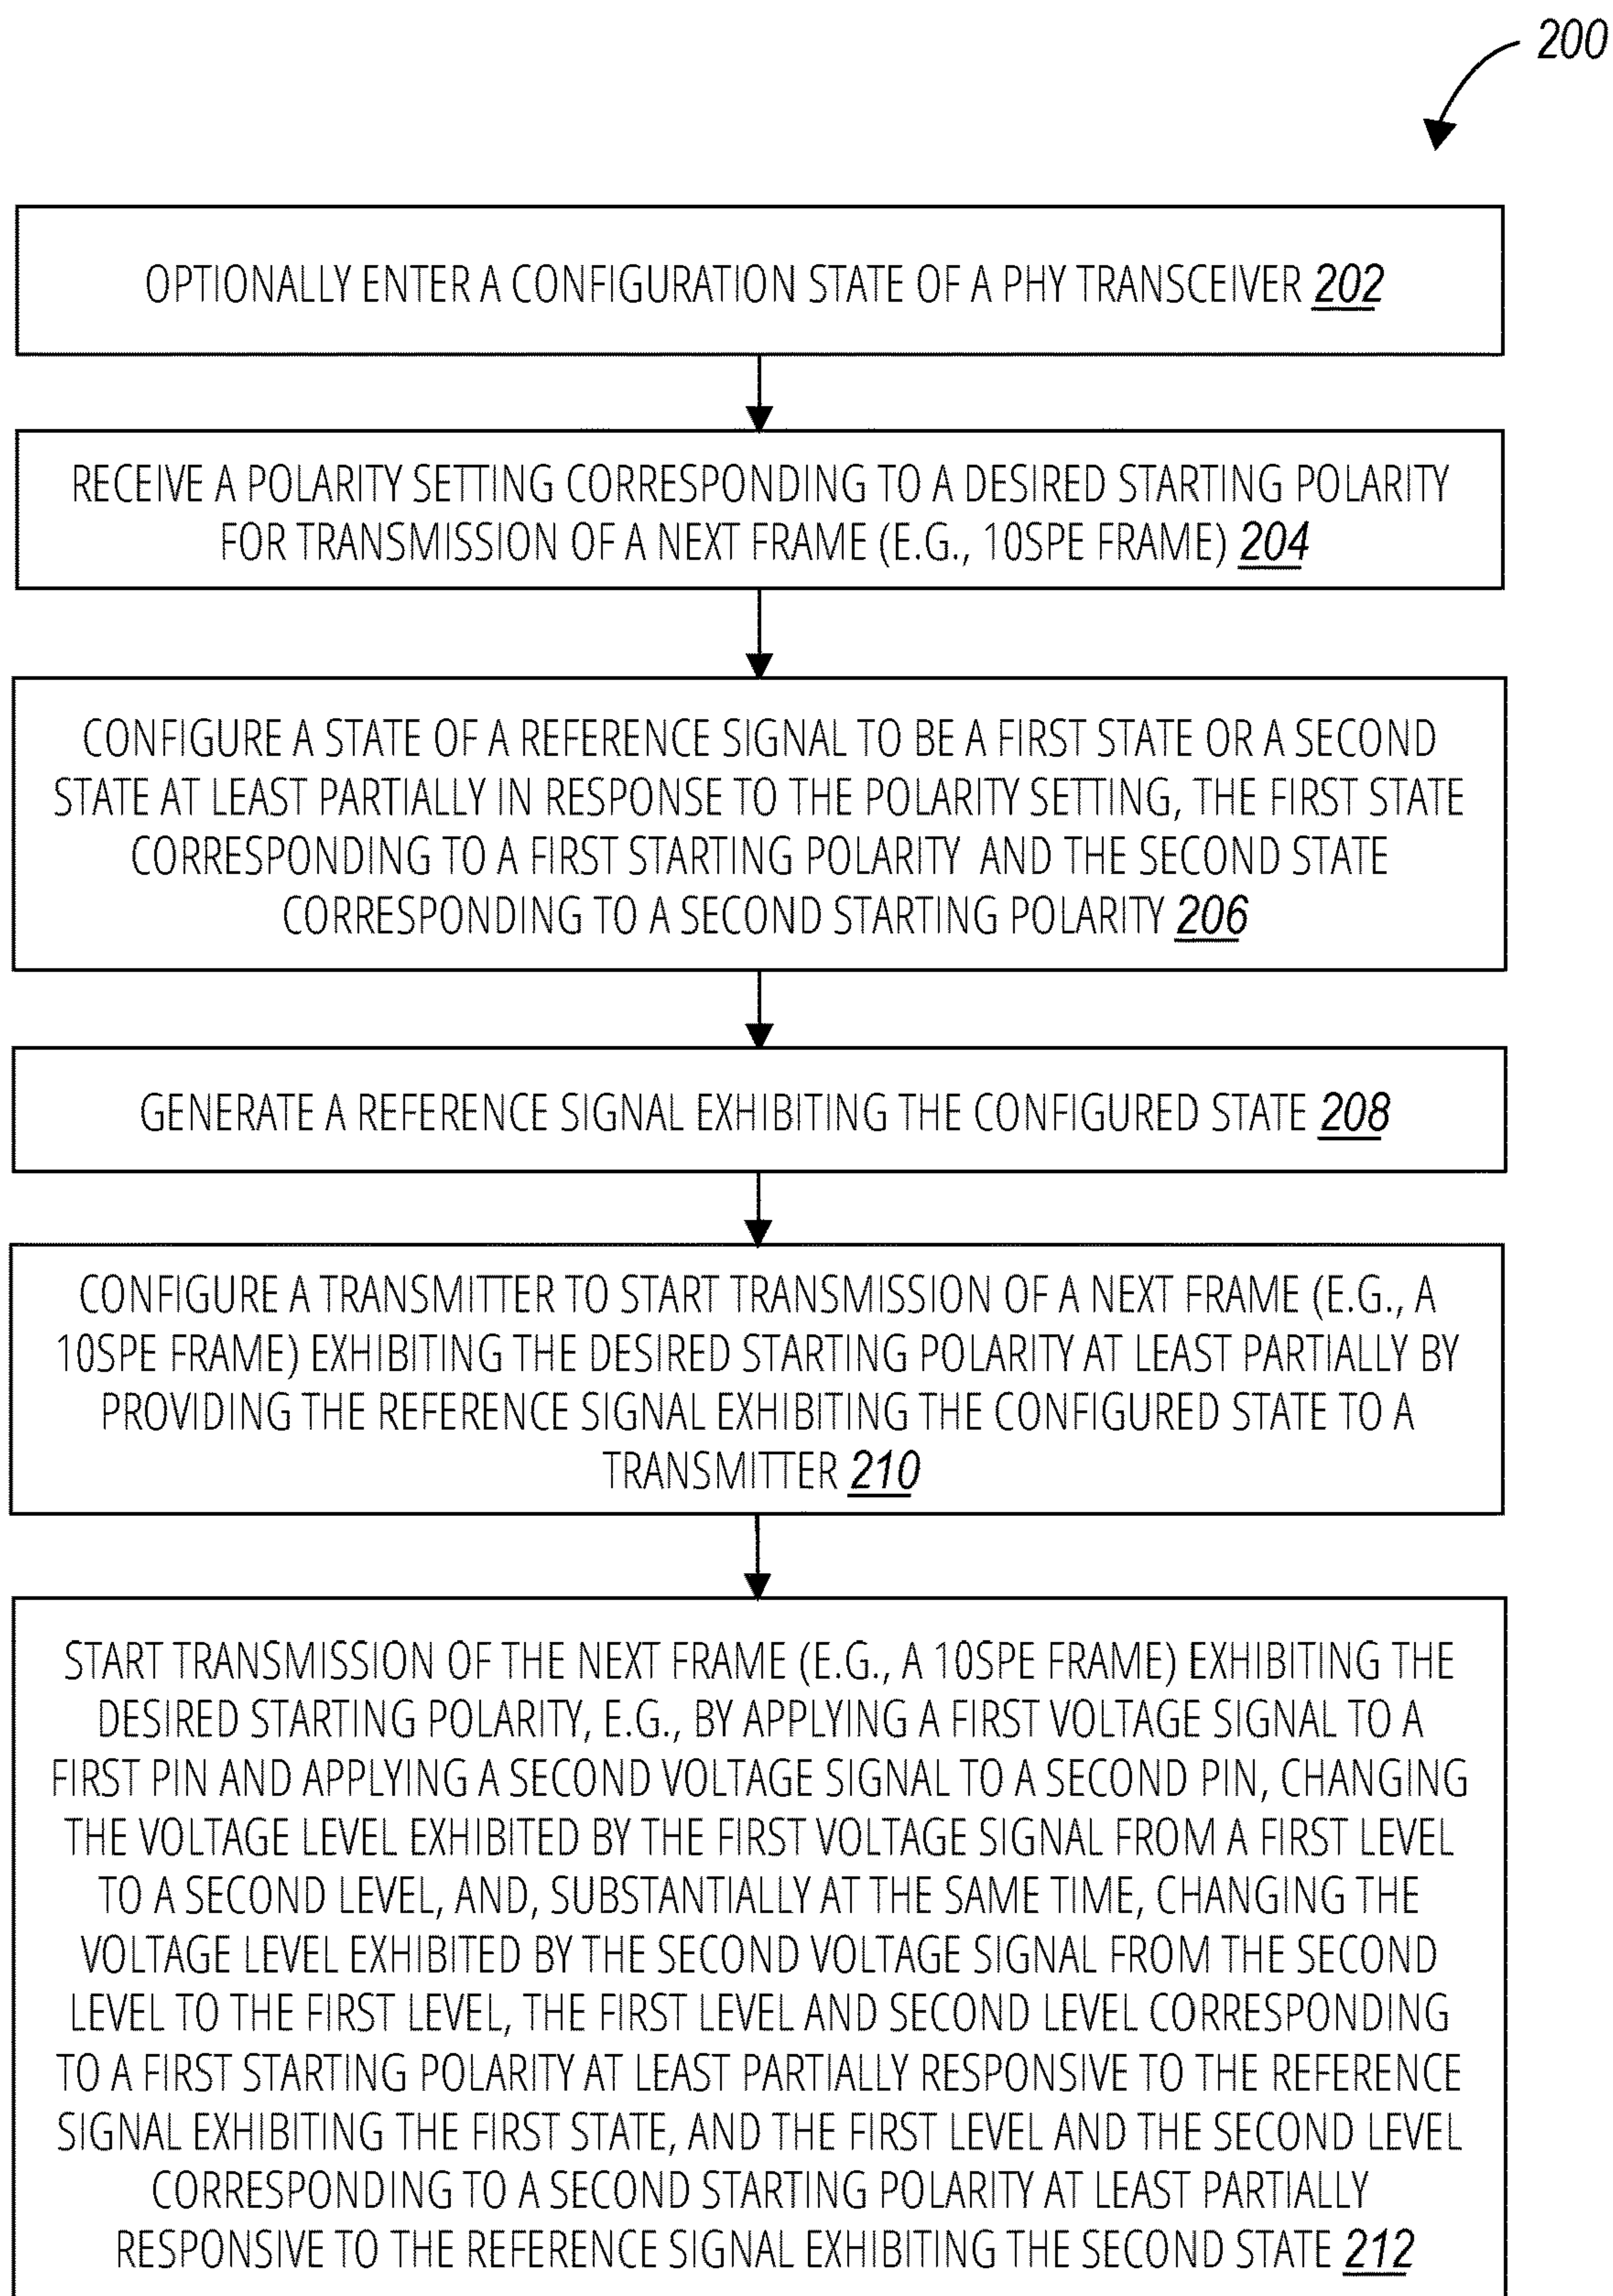 200
OPTIONALLY ENTER A CONFIGURATION STATE OF A PHY TRANSCEIVER 202
RECEIVE A POLARITY SETTING CORRESPONDING TO A DESIRED STARTING POLARITY
FOR TRANSMISSION OF A NEXT FRAME (E.G., 10SPE FRAME) 204
CONFIGURE A STATE OF A REFERENCE SIGNAL TO BE A FIRST STATE OR A SECOND
STATE AT LEAST PARTIALLY IN RESPONSE TO THE POLARITY SETTING, THE FIRST STATE
CORRESPONDING TO A FIRST STARTING POLARITY AND THE SECOND STATE
CORRESPONDING TO A SECOND STARTING POLARITY 206
GENERATE A REFERENCE SIGNAL EXHIBITING THE CONFIGURED STATE 208
CONFIGURE A TRANSMITTER TO START TRANSMISSION OF A NEXT FRAME (E.G., A
10SPE FRAME) EXHIBITING THE DESIRED STARTING POLARITY AT LEAST PARTIALLY BY
PROVIDING THE REFERENCE SIGNAL EXHIBITING THE CONFIGURED STATE TO A
TRANSMITTER 210
START TRANSMISSION OF THE NEXT FRAME (E.G., A 10SPE FRAME) EXHIBITING THE
DESIRED STARTING POLARITY, E.G., BY APPLYING A FIRST VOLTAGE SIGNAL TO A
FIRST PIN AND APPLYING A SECOND VOLTAGE SIGNAL TO A SECOND PIN, CHANGING
THE VOLTAGE LEVEL EXHIBITED BY THE FIRST VOLTAGE SIGNAL FROM A FIRST LEVEL
TO A SECOND LEVEL, AND, SUBSTANTIALLY AT THE SAME TIME, CHANGING THE
VOLTAGE LEVEL EXHIBITED BY THE SECOND VOLTAGE SIGNAL FROM THE SECOND
LEVEL TO THE FIRST LEVEL, THE FIRST LEVEL AND SECOND LEVEL CORRESPONDING
TO A FIRST STARTING POLARITY AT LEAST PARTIALLY RESPONSIVE TO THE REFERENCE
SIGNAL EXHIBITING THE FIRST STATE, AND THE FIRST LEVEL AND THE SECOND LEVEL
CORRESPONDING TO A SECOND STARTING POLARITY AT LEAST PARTIALLY
RESPONSIVE TO THE REFERENCE SIGNAL EXHIBITING THE SECOND STATE 212